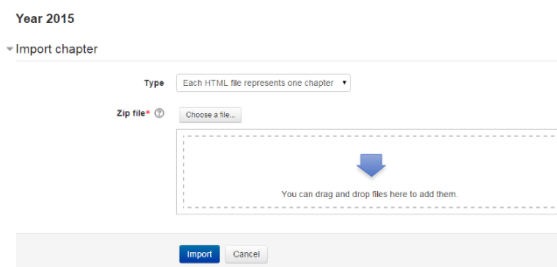 Year 2015
Import chapter
Type Each HTML file represents one chapter
Zip file* Choose a file...
You can drag and drop files here to add them.
Import Cancel